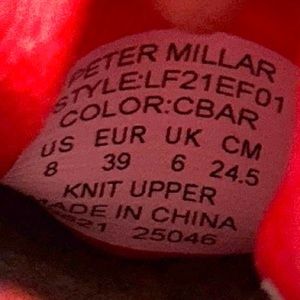 PETER MILLAR
STYLE:LF21EF01
COLOR:CBAR
US EUR UK CM
8 39 6 24.5
KNIT UPPER
MADE IN CHINA
25046